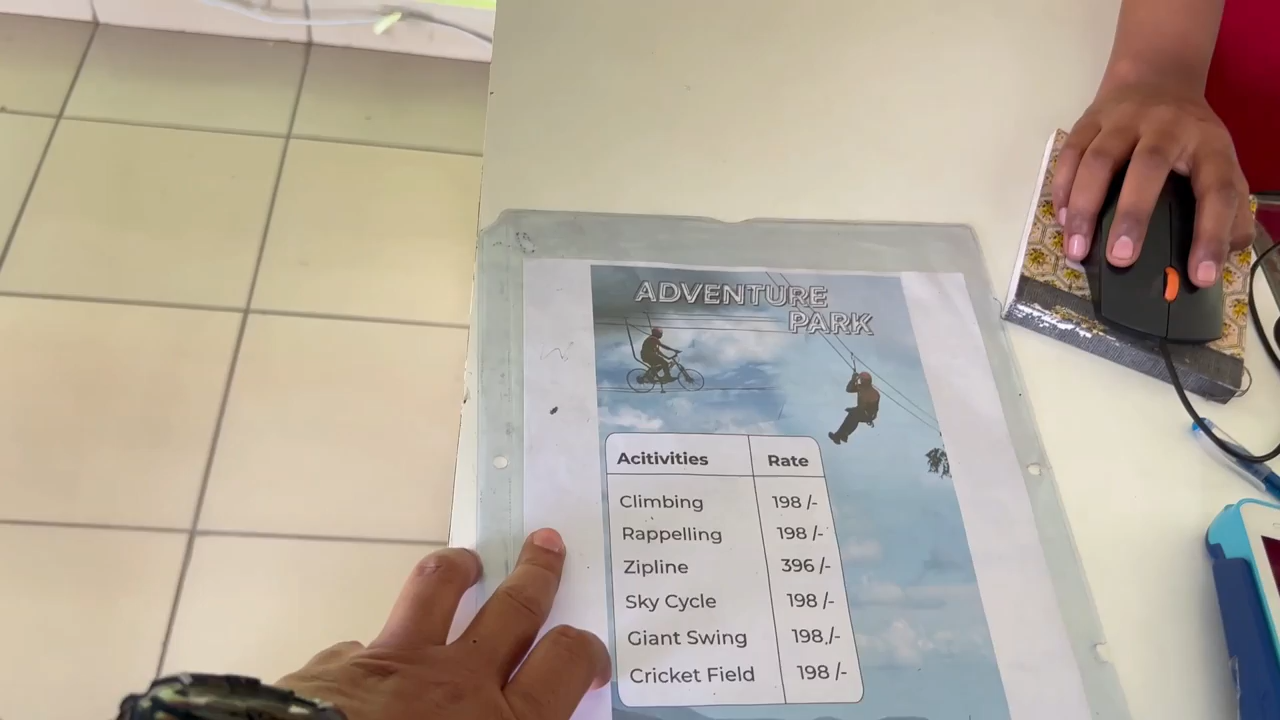 ADVENTURE
PARK
Acitivities Rate
Climbing 198 /-
Rappelling 198 /-
Zipline 396 /-
Sky Cycle 198 /-
Giant Swing 198 /-
Cricket Field 198 /-